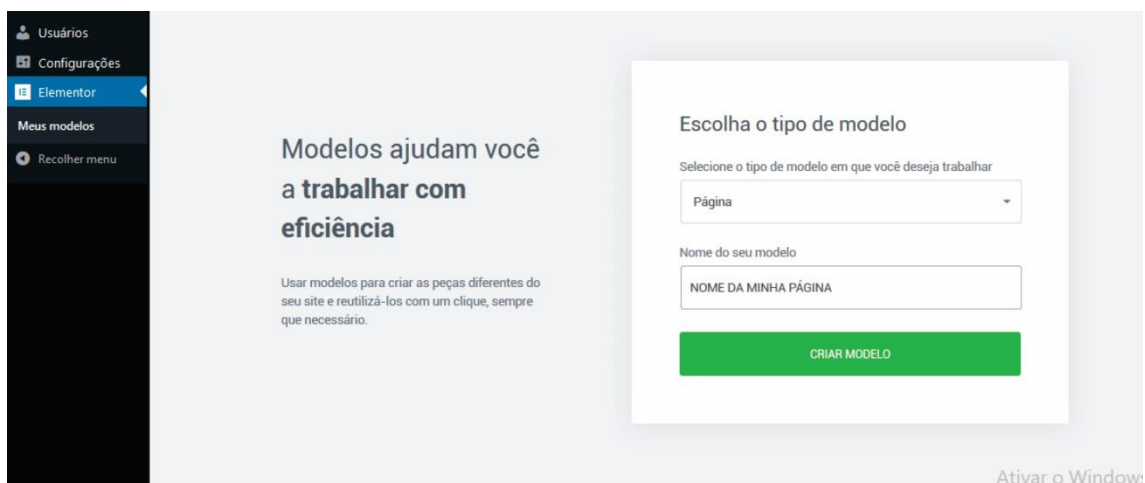 Usuários
Configurações
Elementor
Meus modelos
Recolher menu
Modelos ajudam você
a trabalhar com
eficiência
Usar modelos para criar as peças diferentes do
seu site e reutilizá-los com um clique, sempre
que necessário.
Escolha o tipo de modelo
Selecione o tipo de modelo em que você deseja trabalhar
Página
Nome do seu modelo
NOME DA MINHA PÁGINA
CRIAR MODELO
Ativar o Windows